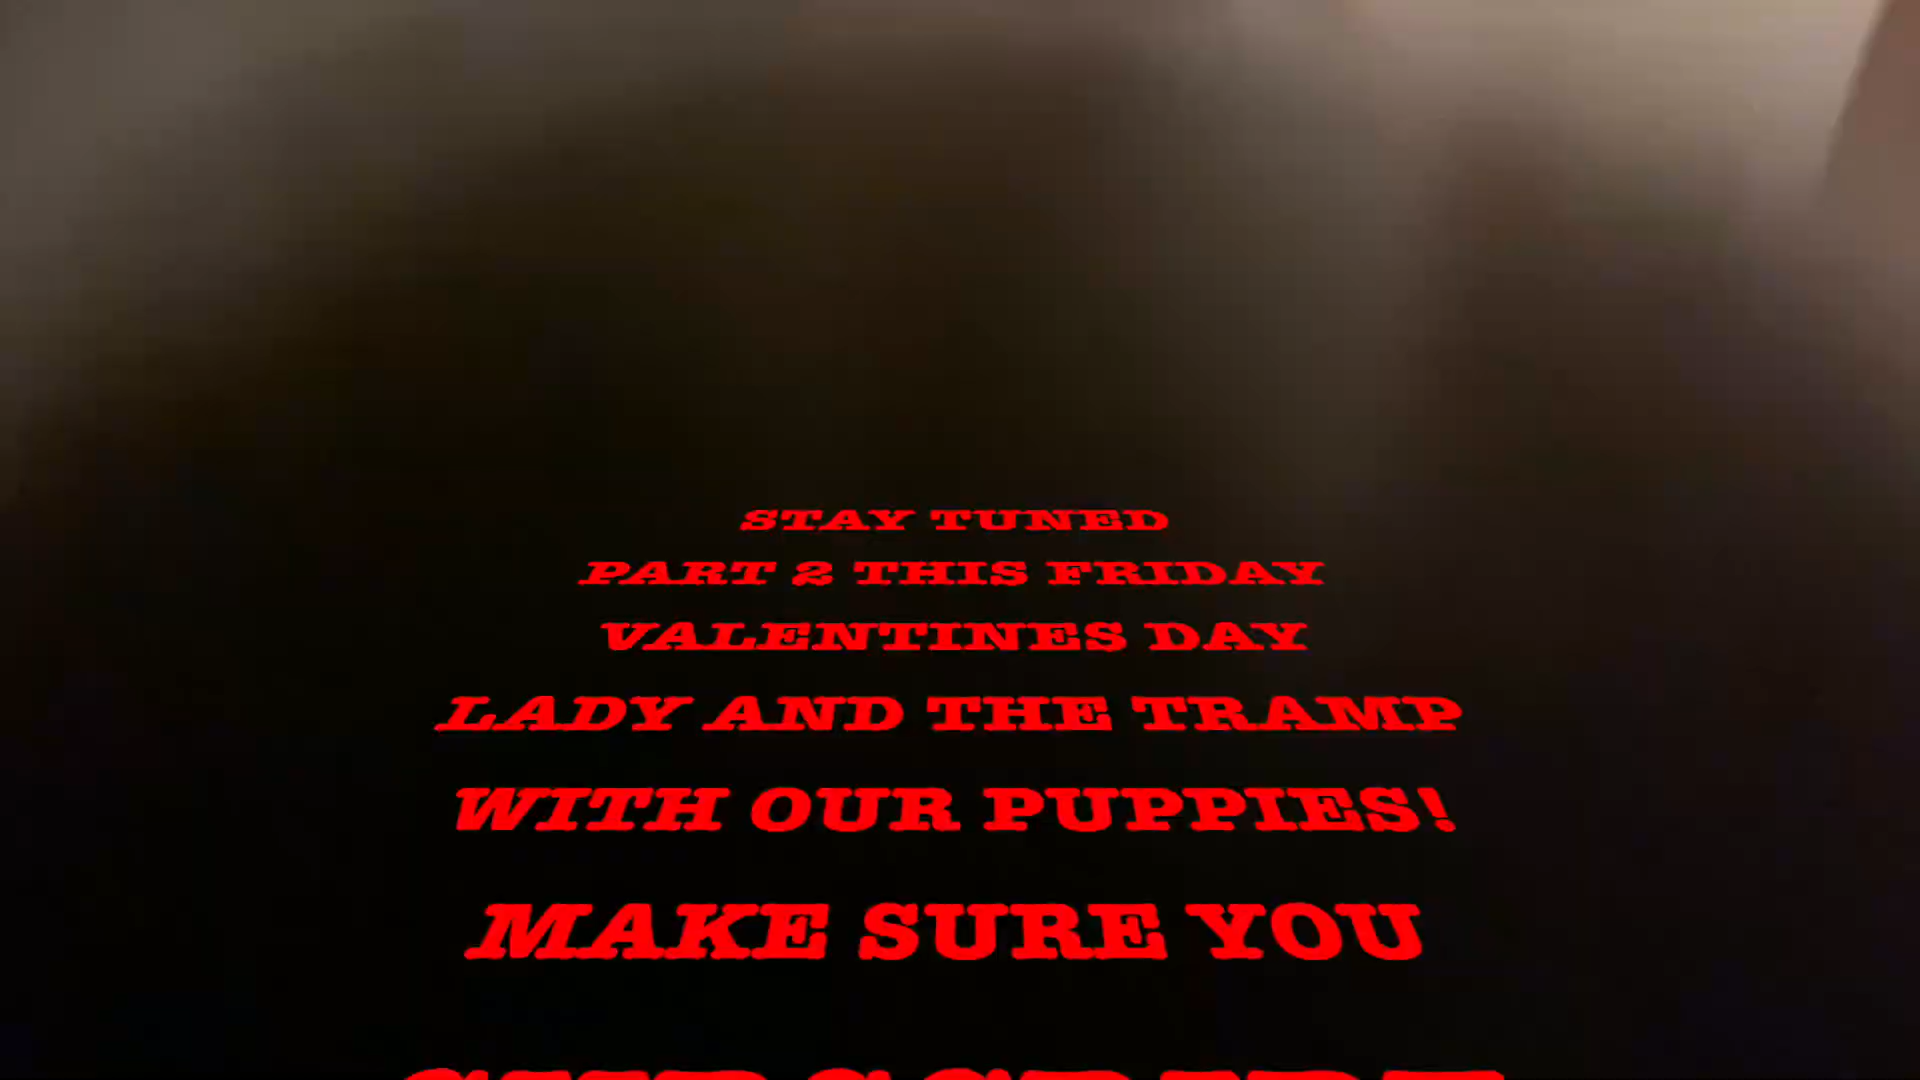 STAY TUNED
PART 2 THIS FRIDAY
VALENTINES DAY
LADY AND THE TRAMP
WITH OUR PUPPIES!
MAKE SURE YOU